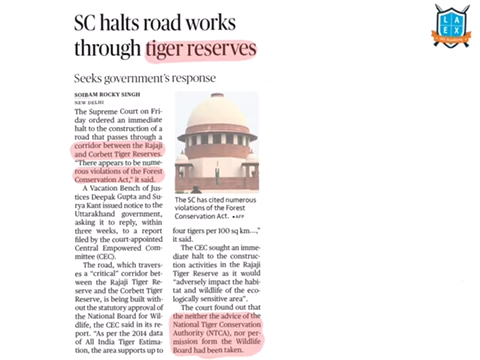 SC halts road works
through tiger reserves
Seeks government's response
SOIBAM ROCKY SINGH
NEW DELHI
The Supreme Court on Fri-
day ordered an immediate
halt to the construction of a
road that passes through a
corridor between the Rajaji
and Corbett Tiger Reserves.
"There appears to be nume-
rous violations of the Forest
Conservation Act," it said.
A Vacation Bench of Jus-
tices Deepak Gupta and Su-
rya Kant issued notice to the
Uttarakhand government,
asking it to reply, within
three weeks, to a report
filed by the court-appointed
Central Empowered Com-
mittee (CEC).
The road, which travers-
es a "critical" corridor bet-
ween the Rajaji Tiger Re-
serve and the Corbett Tiger
Reserve, is being built with-
out the statutory approval of
the National Board for Wil-
dlife, the CEC said in its re-
port. "As per the 2014 data
of All India Tiger Estima-
tion, the area supports up to
The SC has cited numerous
violations of the Forest
Conservation Act. •AFP
four tigers per 100 sq km...,"
it said.
The CEC sought an imme-
diate halt to the construc-
tion activities in the Rajaji
Tiger Reserve as it would
"adversely impact the habi-
tat and wildlife of the eco-
logically sensitive area".
The court found out that
the neither the advice of the
National Tiger Conservation
Authority (NTCA), nor per-
mission form the Wildlife
Board had been taken.
L A
E X